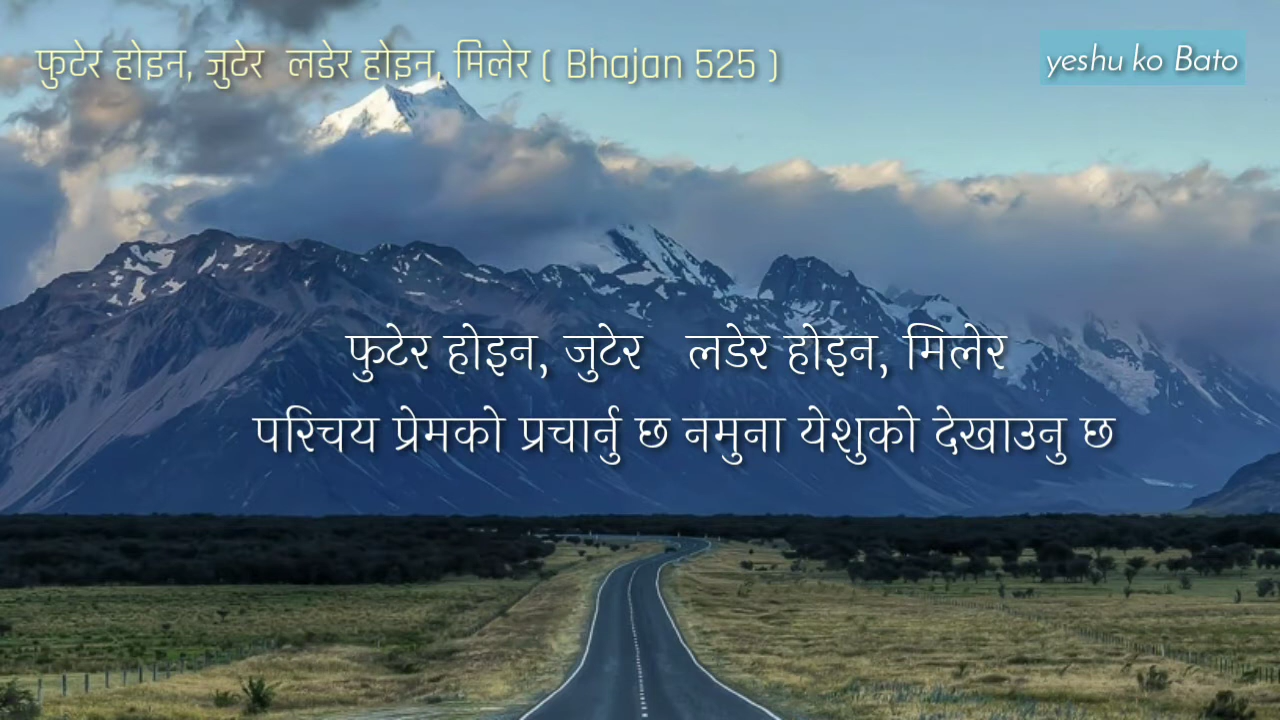 फुटेर होइन, जुटेर  लडेर होइन, मिलेर ( Bhajan 525 )
yeshu ko Bato
फुटेर होइन, जुटेर   लडेर होइन, मिलेर
परिचय प्रेमको प्रचार्नु छ नमुना येशुको देखाउनु छ